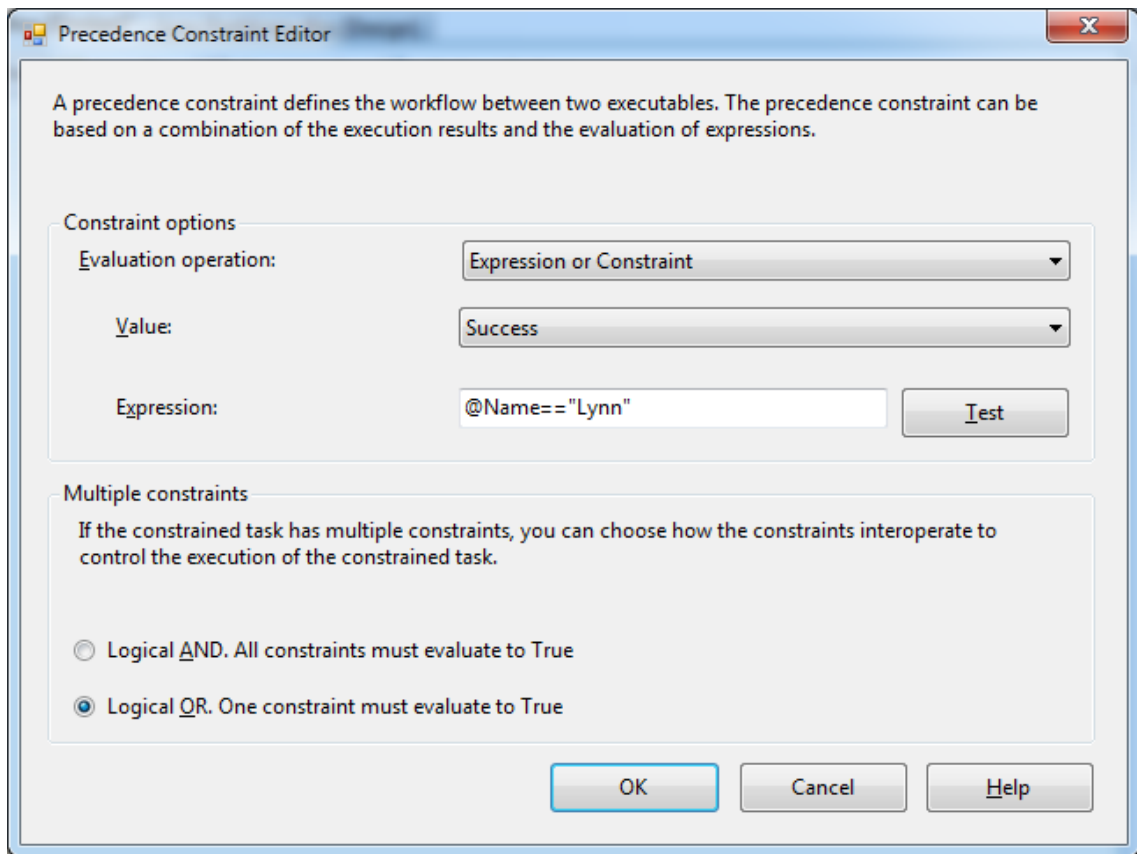 Precedence Constraint Editor
A precedence constraint defines the workflow between two executables. The precedence constraint can be
based on a combination of the execution results and the evaluation of expressions.
Constraint options
Evaluation operation:
Expression or Constraint
Value:
Success
Expression:
@Name=="Lynn"
Test
Multiple constraints
If the constrained task has multiple constraints, you can choose how the constraints interoperate to
control the execution of the constrained task.
Logical AND. All constraints must evaluate to True
Logical OR. One constraint must evaluate to True
OK
Cancel
Help